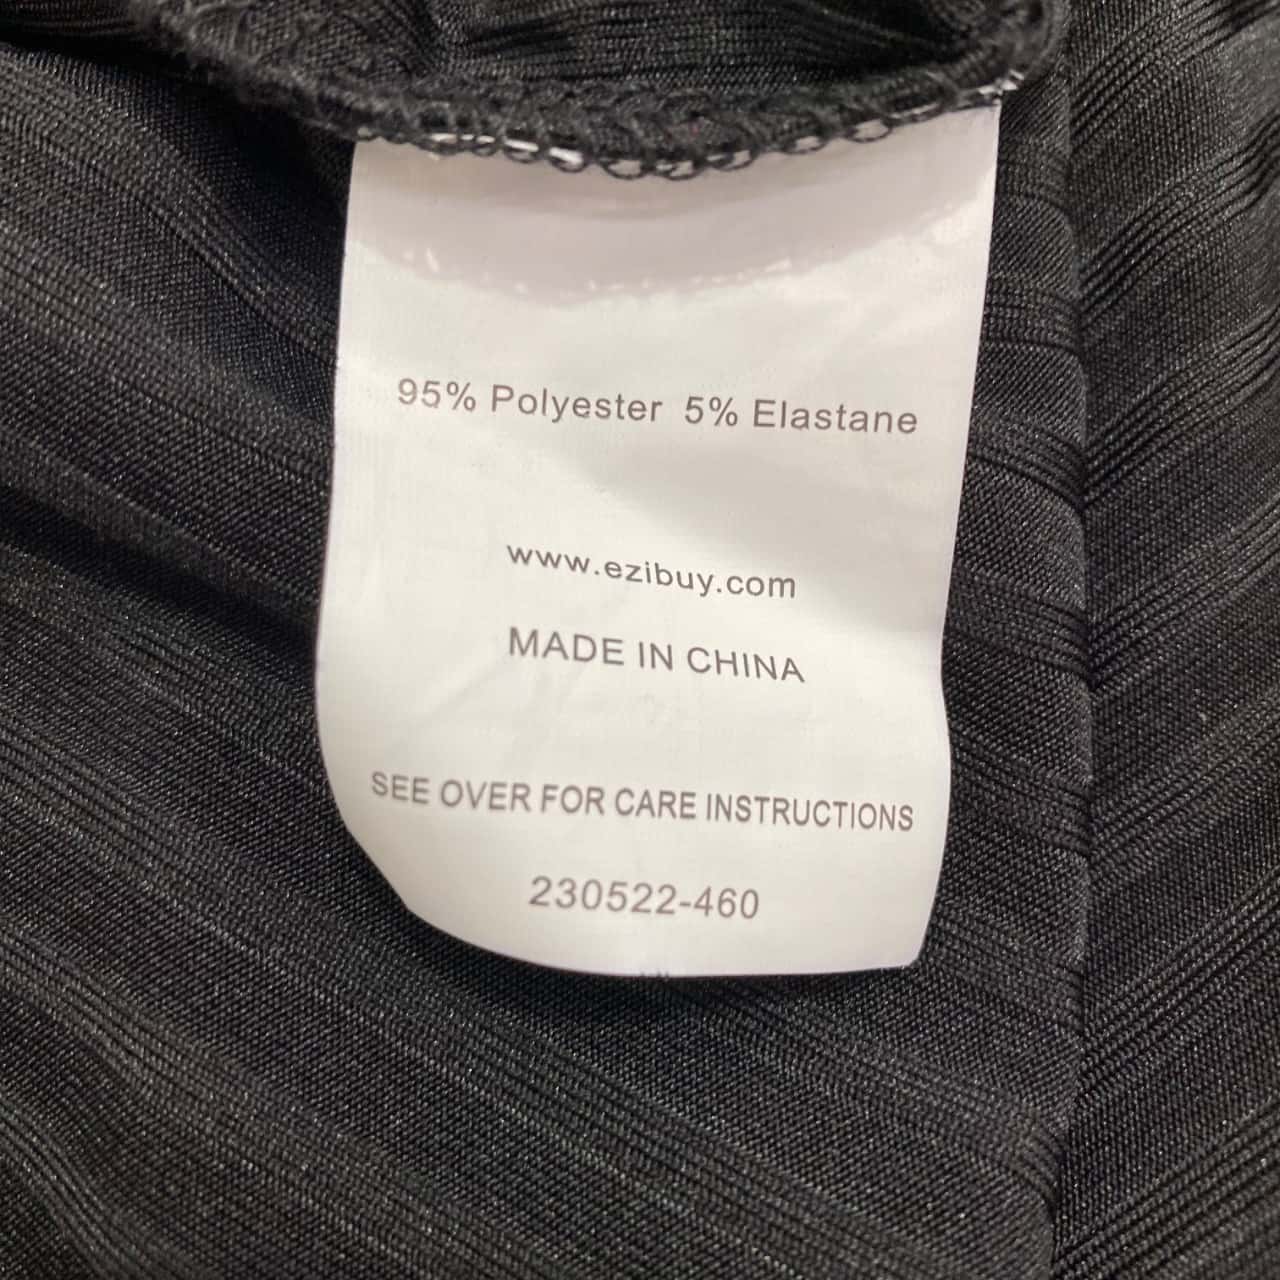 95% Polyester 5% Elastane
www.ezibuy.com
MADE IN CHINA
SEE OVER FOR CARE INSTRUCTIONS
230522-460